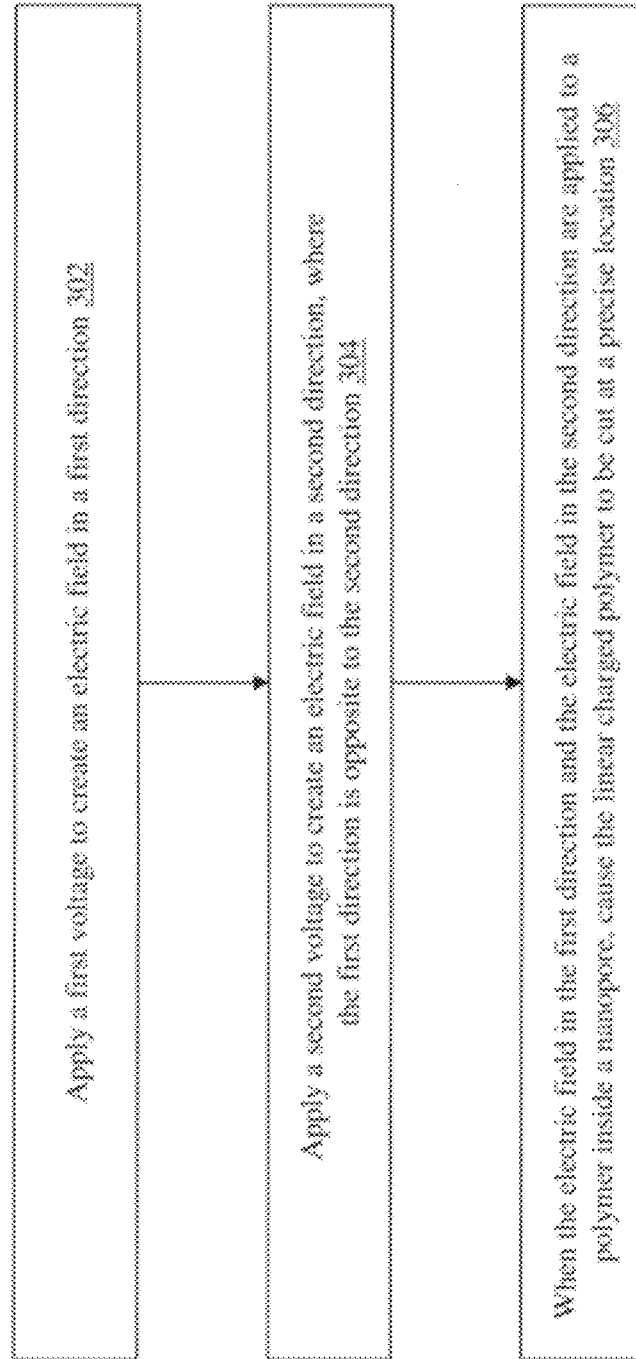 Apply a first voltage to create an electric field in a first direction 302
Apply a second voltage to create an electric field in a second direction, where
the first direction is opposite to the second direction 304
When the electric field in the first direction and the electric field in the second direction are applied to a
polymer inside a nanopore, cause the linear charged polymer to be cut at a precise location 306